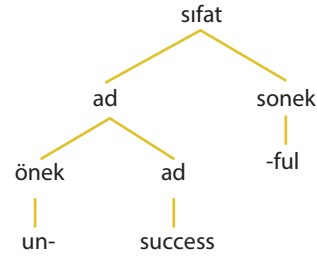 sıfat
ad sonek
önek ad -ful
un- success